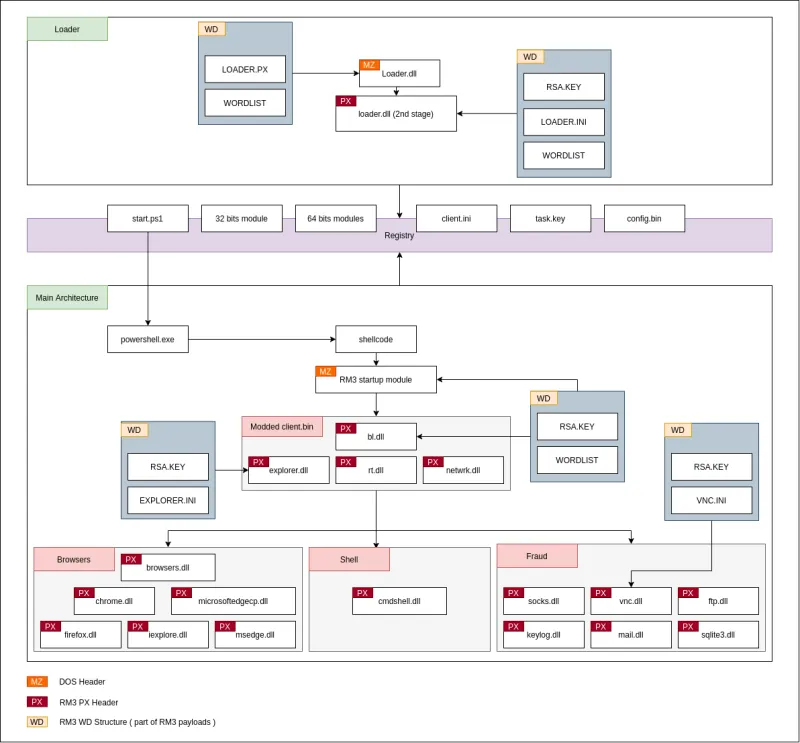 Loader
WD
LOADER.PX
WORDLIST
MZ
Loader.dll
PX
loader.dll (2nd stage)
WD
RSA.KEY
LOADER.INI
WORDLIST
start.ps1
32 bits module
64 bits modules
client.ini
task.key
config.bin
Registry
Main Architecture
powershell.exe
shellcode
MZ
RM3 startup module
WD
RSA.KEY
WORDLIST
Modded client.bin
PX
bl.dll
PX
explorer.dll
PX
rt.dll
PX
netwrk.dll
WD
RSA.KEY
EXPLORER.INI
WD
RSA.KEY
VNC.INI
Browsers
PX
browsers.dll
PX
chrome.dll
PX
microsoftedgecp.dll
PX
firefox.dll
PX
iexplore.dll
PX
msedge.dll
Shell
PX
cmdshell.dll
Fraud
PX
socks.dll
PX
vnc.dll
PX
ftp.dll
PX
keylog.dll
PX
mail.dll
PX
sqlite3.dll
MZ
DOS Header
PX
RM3 PX Header
WD
RM3 WD Structure ( part of RM3 payloads )